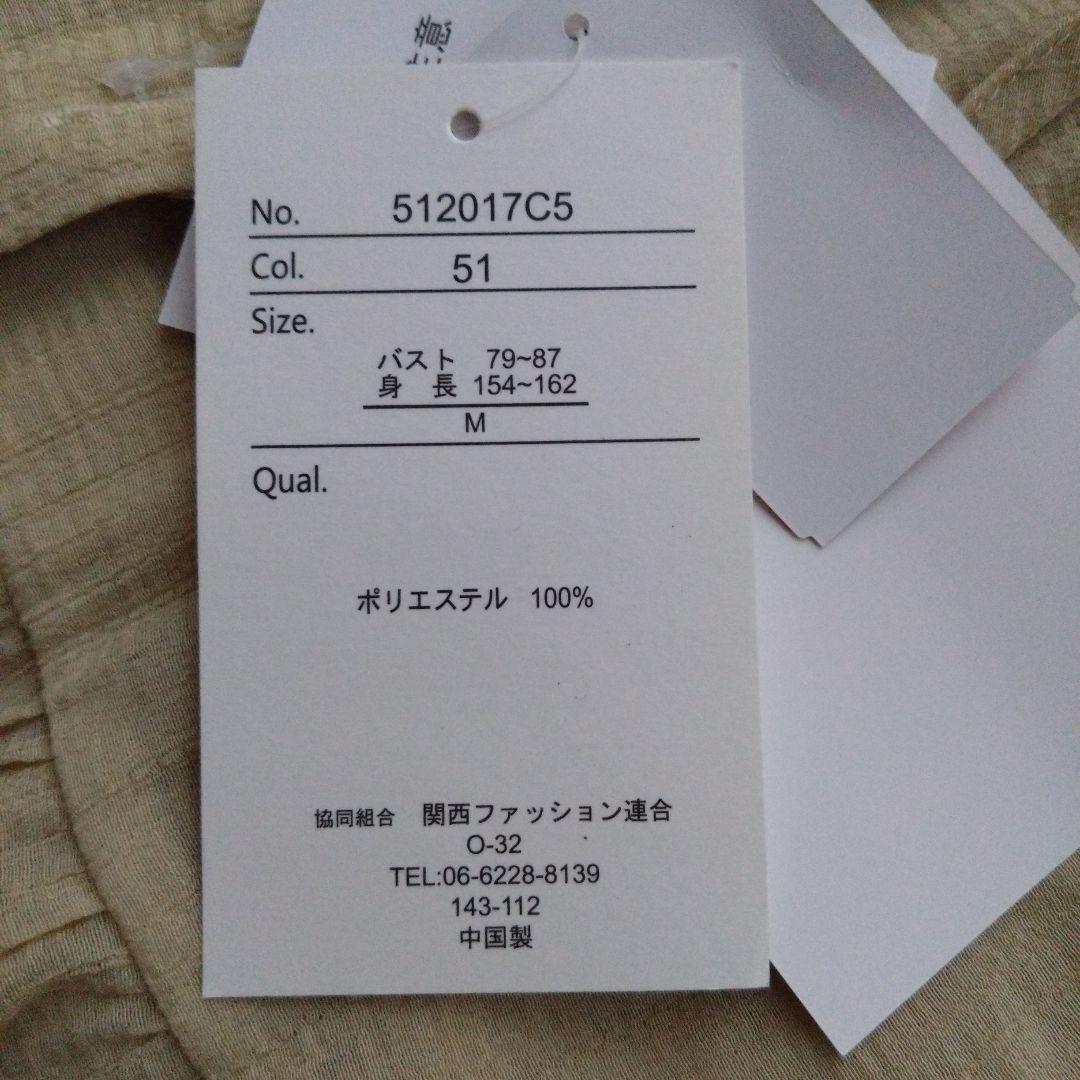 注意
No. 512017C5
Col. 51
Size.
バスト 79~87
身 長 154~162
M
Qual.
ポリエステル 100%
協同組合 関西ファッション連合
O-32
TEL:06-6228-8139
143-112
中国製